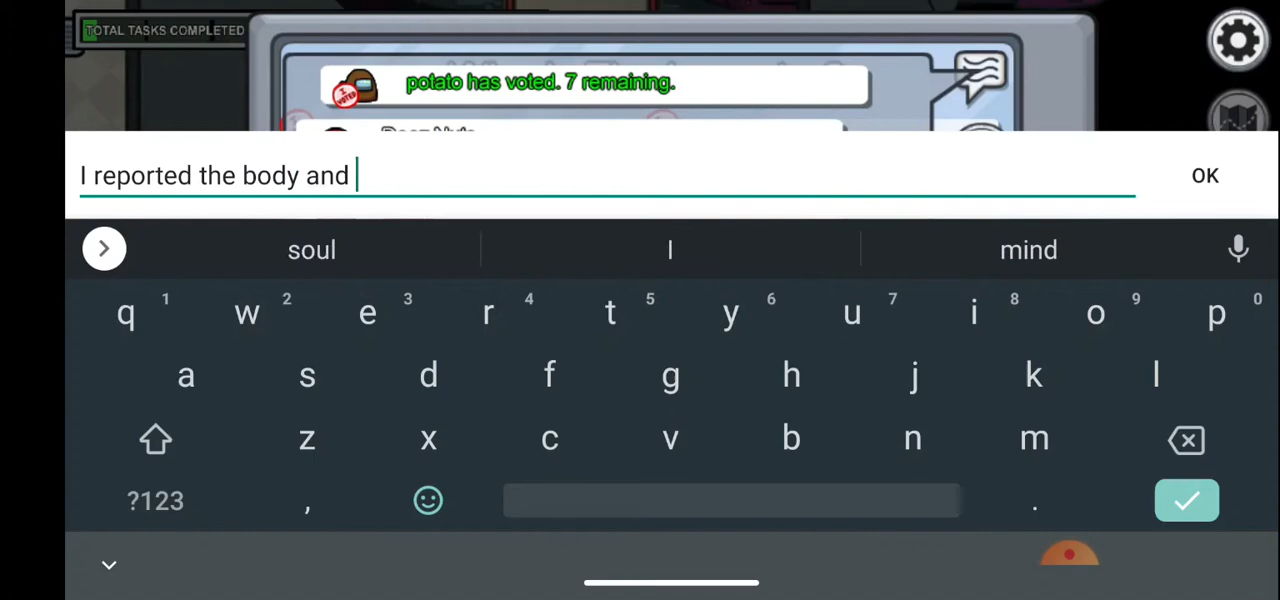 TOTAL TASKS COMPLETED
potato has voted. 7 remaining.
I VOTED
I reported the body and
OK
soul
I
mind
q 1 w 2 e 3 r 4 t 5 y 6 u 7 i 8 o 9 p 0
a s d f g h j k l
z x c v b n m
?123 , .